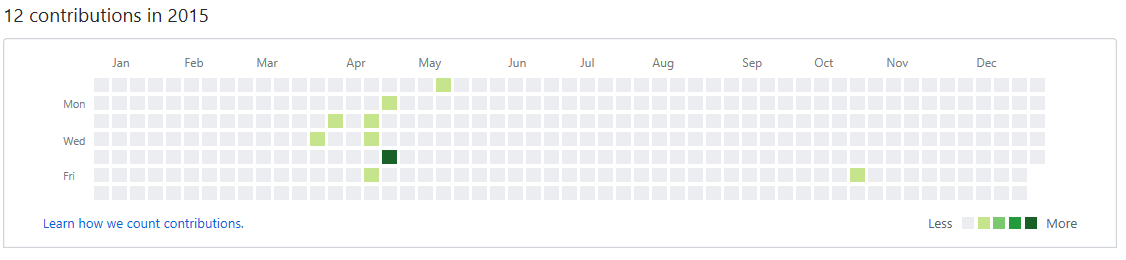 12 contributions in 2015
Jan Feb Mar Apr May Jun Jul Aug Sep Oct Nov Dec
Mon
Wed
Fri
Learn how we count contributions. Less More